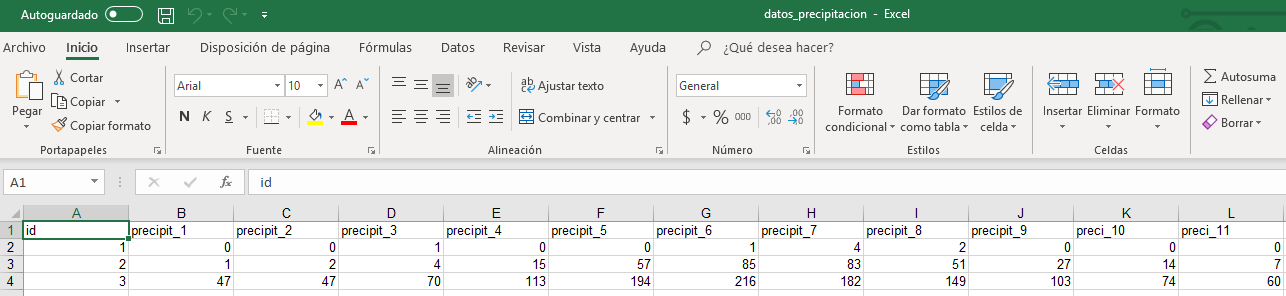 Autoguardado datos_precipitacion - Excel
Archivo Inicio Insertar Disposición de página Fórmulas Datos Revisar Vista Ayuda ¿Qué desea hacer?
Pegar
Cortar
Copiar
Copiar formato
Portapapeles
Arial 10
N K S A A A
Fuente
Ajustar texto
Combinar y centrar
Alineación
General
$ % 000
Número
Formato condicional
Dar formato como tabla
Estilos de celda
Estilos
Insertar Eliminar Formato
Celdas
Autosuma
Rellenar
Borrar
A1 fx id
A B C D E F G H I J K L
1 id precipit_1 precipit_2 precipit_3 precipit_4 precipit_5 precipit_6 precipit_7 precipit_8 precipit_9 preci_10 preci_11
2 1 0 0 1 0 0 1 4 2 0 0 0
3 2 1 2 4 15 57 85 83 51 27 14 7
4 3 47 47 70 113 194 216 182 149 103 74 60